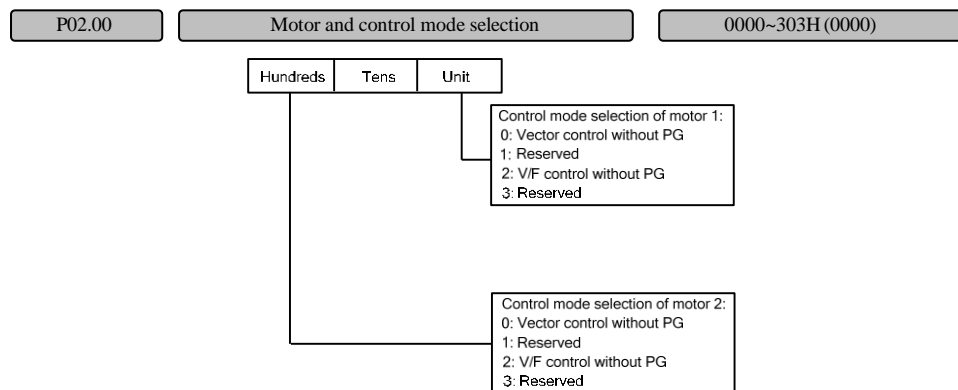 P02.00 Motor and control mode selection 0000~303H (0000)
Hundreds Tens Unit
Control mode selection of motor 1:
0: Vector control without PG
1: Reserved
2: V/F control without PG
3: Reserved
Control mode selection of motor 2:
0: Vector control without PG
1: Reserved
2: V/F control without PG
3: Reserved